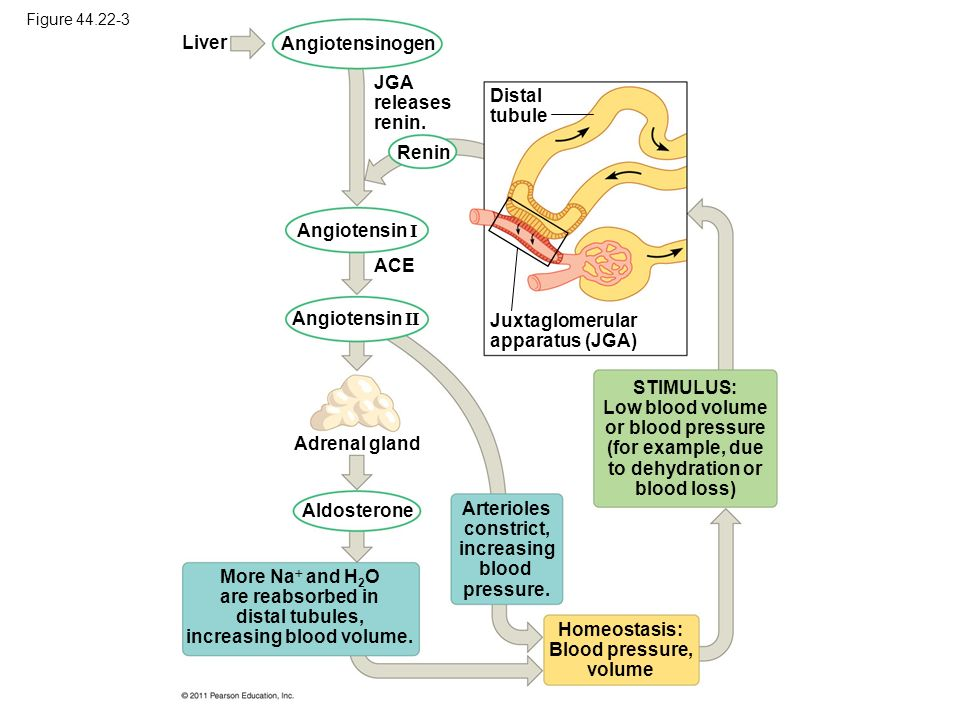 Figure 44.22-3
Liver
Angiotensinogen
JGA
releases
renin.
Renin
Distal
tubule
Angiotensin I
ACE
Angiotensin II
Juxtaglomerular
apparatus (JGA)
STIMULUS:
Low blood volume
or blood pressure
(for example, due
to dehydration or
blood loss)
Adrenal gland
Aldosterone
Arterioles
constrict,
increasing
blood
pressure.
More Na⁺ and H₂O
are reabsorbed in
distal tubules,
increasing blood volume.
Homeostasis:
Blood pressure,
volume
© 2011 Pearson Education, Inc.